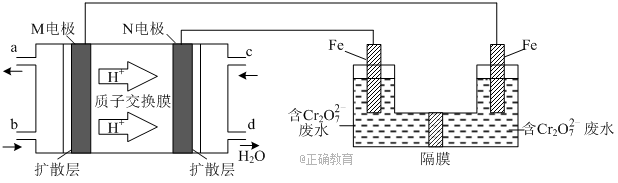 M电极 N电极
a c
Fe Fe
H⁺
质子交换膜
含Cr₂O₇²⁻
废水
含Cr₂O₇²⁻ 废水
b H⁺ d
H₂O
扩散层 扩散层
隔膜
@正确教育